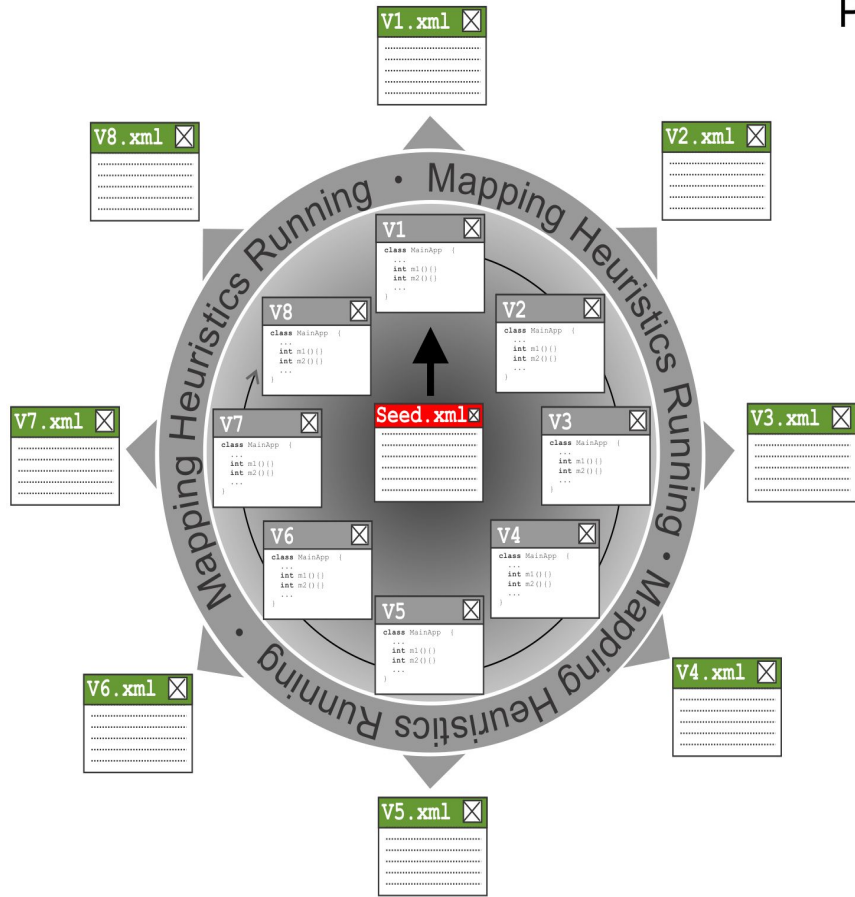 H
V1.xml
V8.xml
V2.xml
Mapping Heuristics Running • Mapping Heuristics Running • Mapping Heuristics Running • Mapping Heuristics Running •
V1
class MainApp {
...
int m1(){}
int m2(){}
...
}
V8
class MainApp {
...
int m1(){}
int m2(){}
...
}
V2
class MainApp {
...
int m1(){}
int m2(){}
...
}
V7.xml
V7
class MainApp {
...
int m1(){}
int m2(){}
...
}
Seed.xml
V3
class MainApp {
...
int m1(){}
int m2(){}
...
}
V3.xml
V6
class MainApp {
...
int m1(){}
int m2(){}
...
}
V4
class MainApp {
...
int m1(){}
int m2(){}
...
}
V5
class MainApp {
...
int m1(){}
int m2(){}
...
}
V6.xml
V4.xml
V5.xml